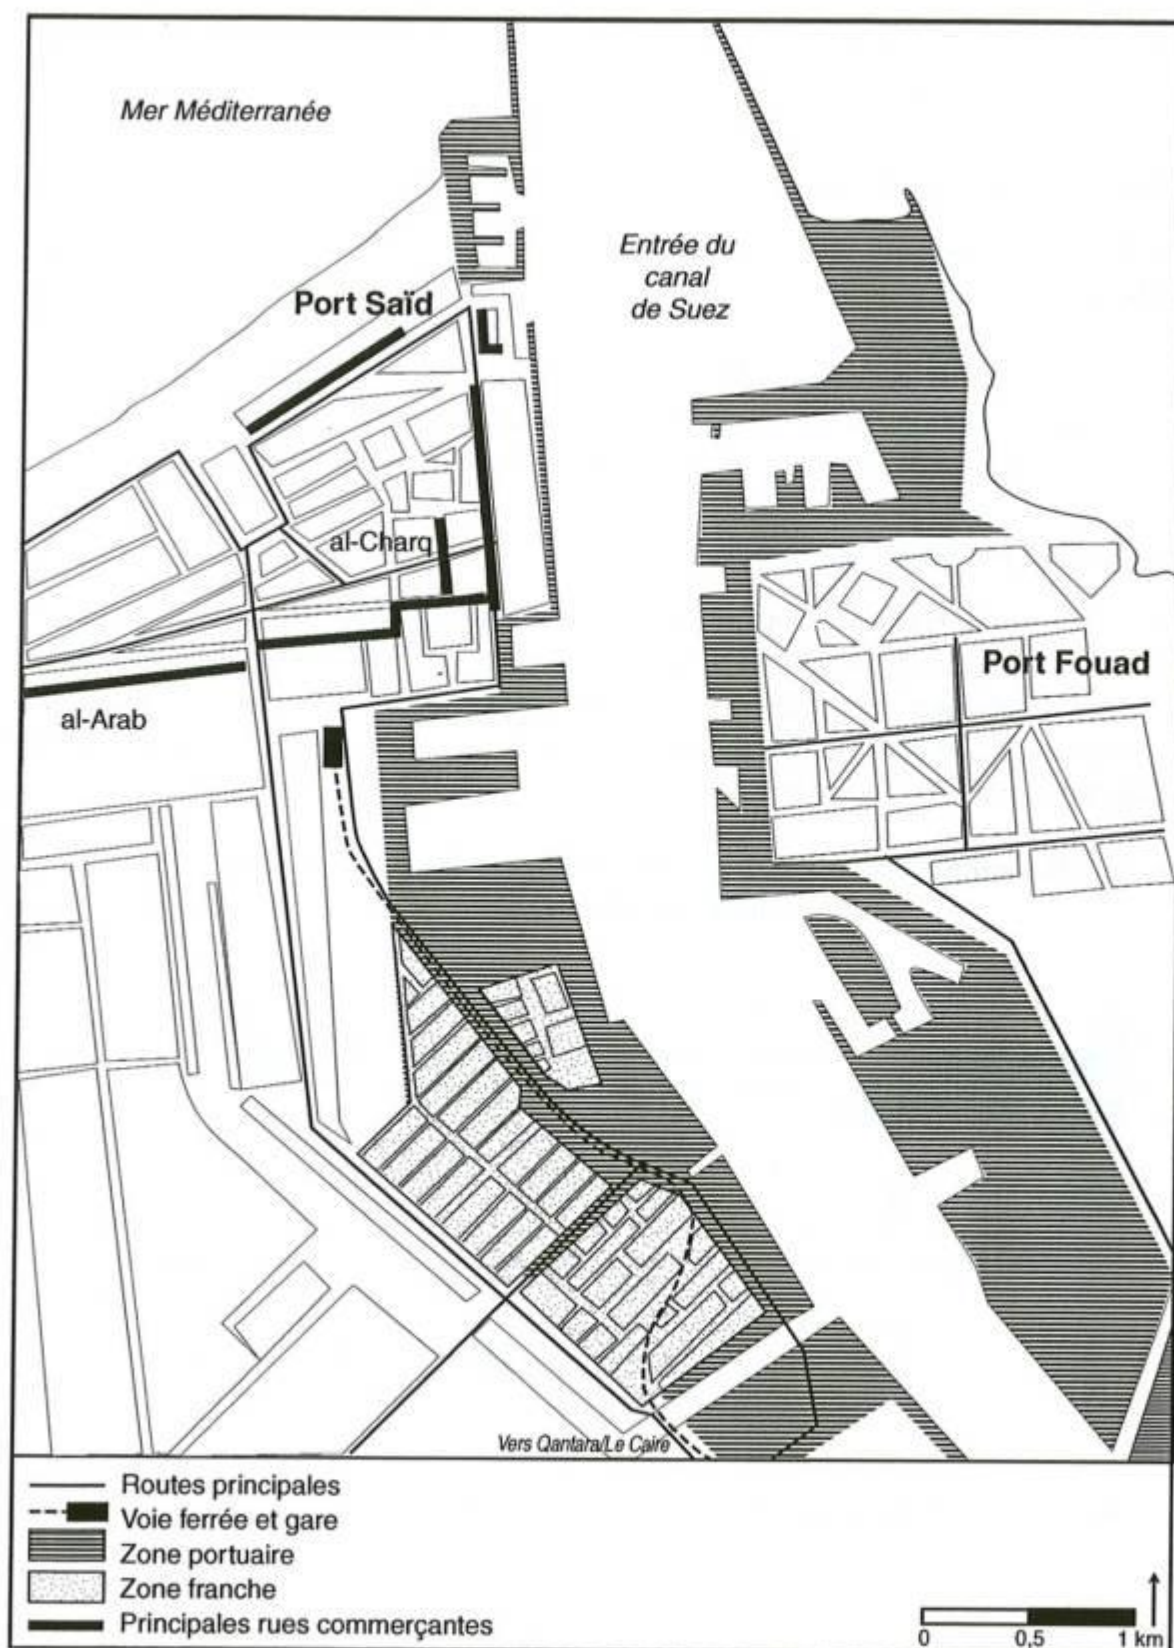 Mer Méditerranée
Entrée du
canal
de Suez
Port Saïd
al-Charq
Port Fouad
al-Arab
Vers Qantara/Le Caire
Routes principales
Voie ferrée et gare
Zone portuaire
Zone franche
Principales rues commerçantes
0 0,5 1 km